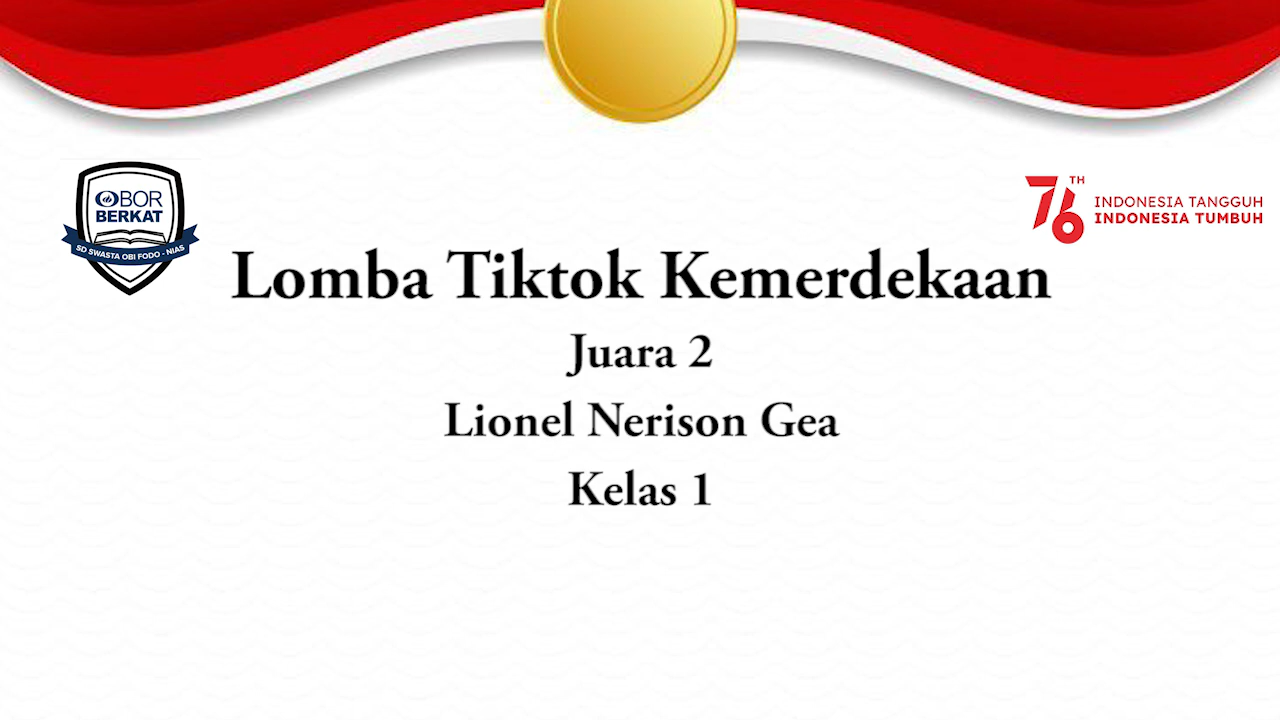 OBOR
BERKAT
SD SWASTA OBI FODO - NIAS
76TH
INDONESIA TANGGUH
INDONESIA TUMBUH
Lomba Tiktok Kemerdekaan
Juara 2
Lionel Nerison Gea
Kelas 1